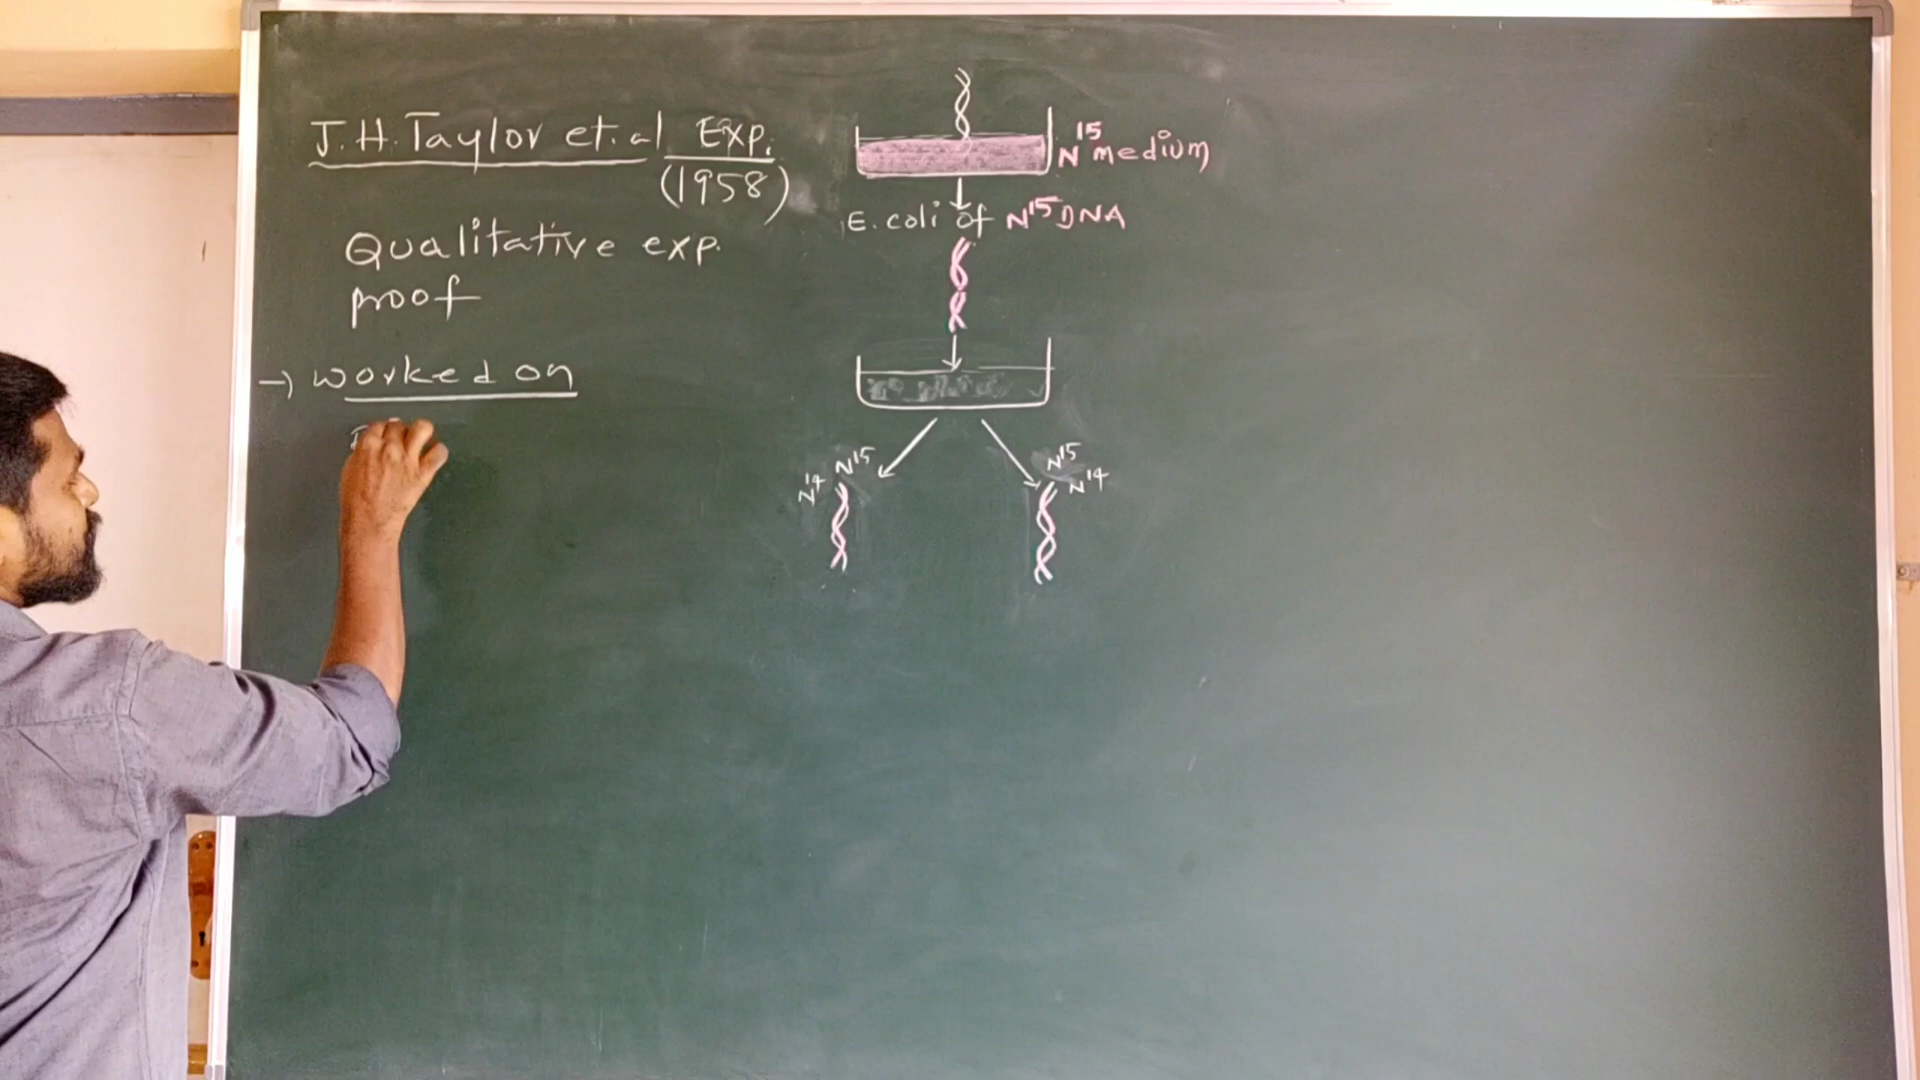 J.H. Taylor et.al Exp.
(1958)
Qualitative exp.
proof
→ Worked on
N¹⁵ medium
E.coli of N¹⁵ DNA
N¹⁴ N¹⁵
N¹⁵ N¹⁴